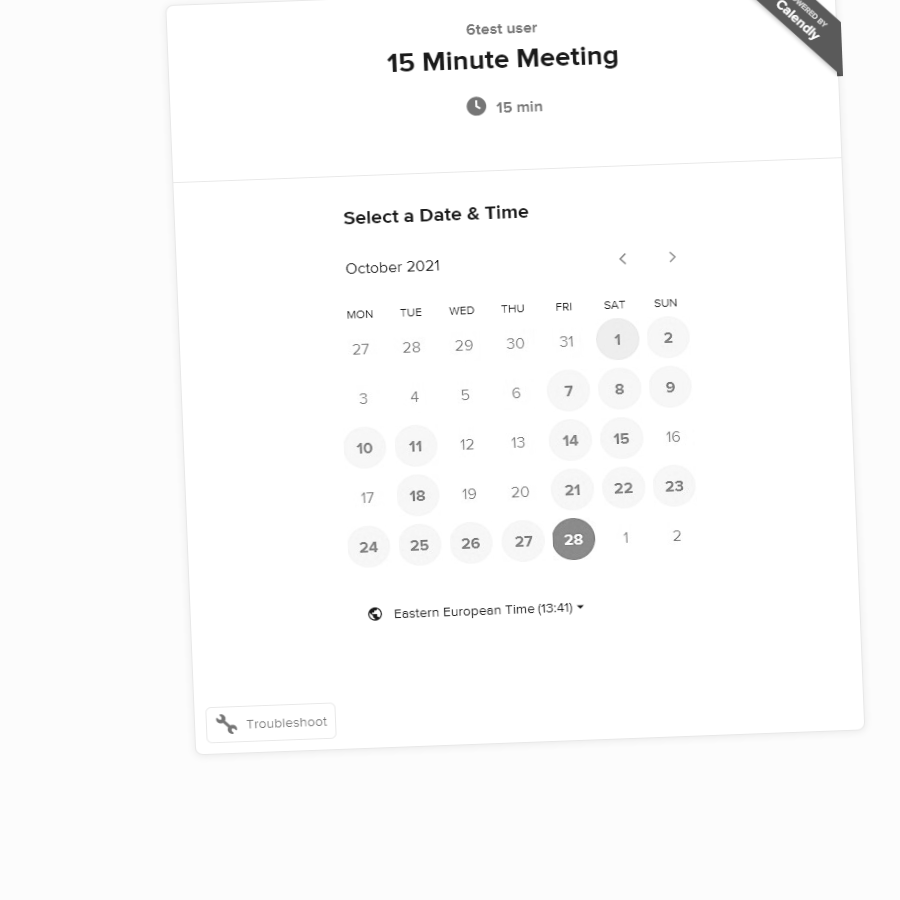 6test user
15 Minute Meeting
15 min
POWERED BY
Calendly
Select a Date & Time
October 2021
MON TUE WED THU FRI SAT SUN
27 28 29 30 31 1 2
3 4 5 6 7 8 9
10 11 12 13 14 15 16
17 18 19 20 21 22 23
24 25 26 27 28 1 2
Eastern European Time (13:41)
Troubleshoot